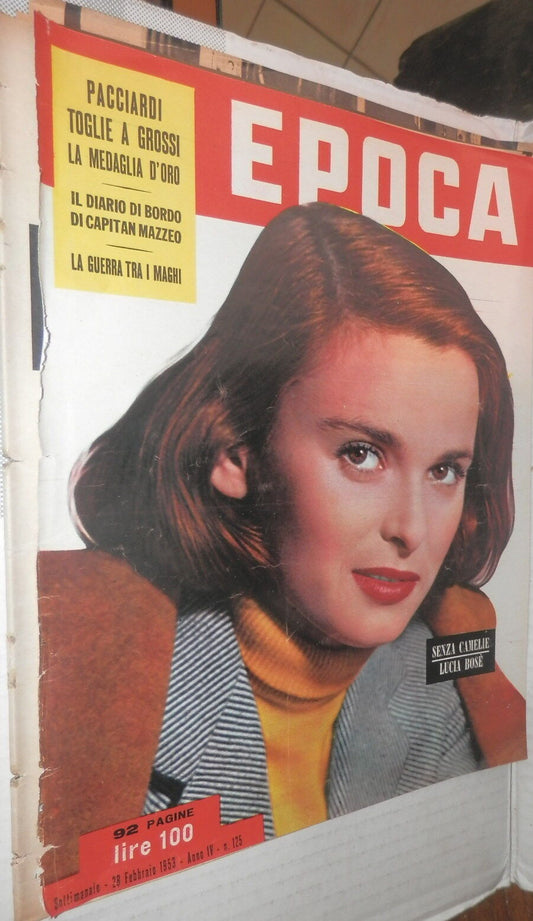 PACCIARDI
TOGLIE A GROSSI
LA MEDAGLIA D'ORO
IL DIARIO DI BORDO
DI CAPITAN MAZZEO
LA GUERRA TRA I MAGHI
EPOCA
SENZA CAMELIE
LUCIA BOSÈ
92 PAGINE
lire 100
Settimanale - 28 Febbraio 1953 - Anno IV - n. 125